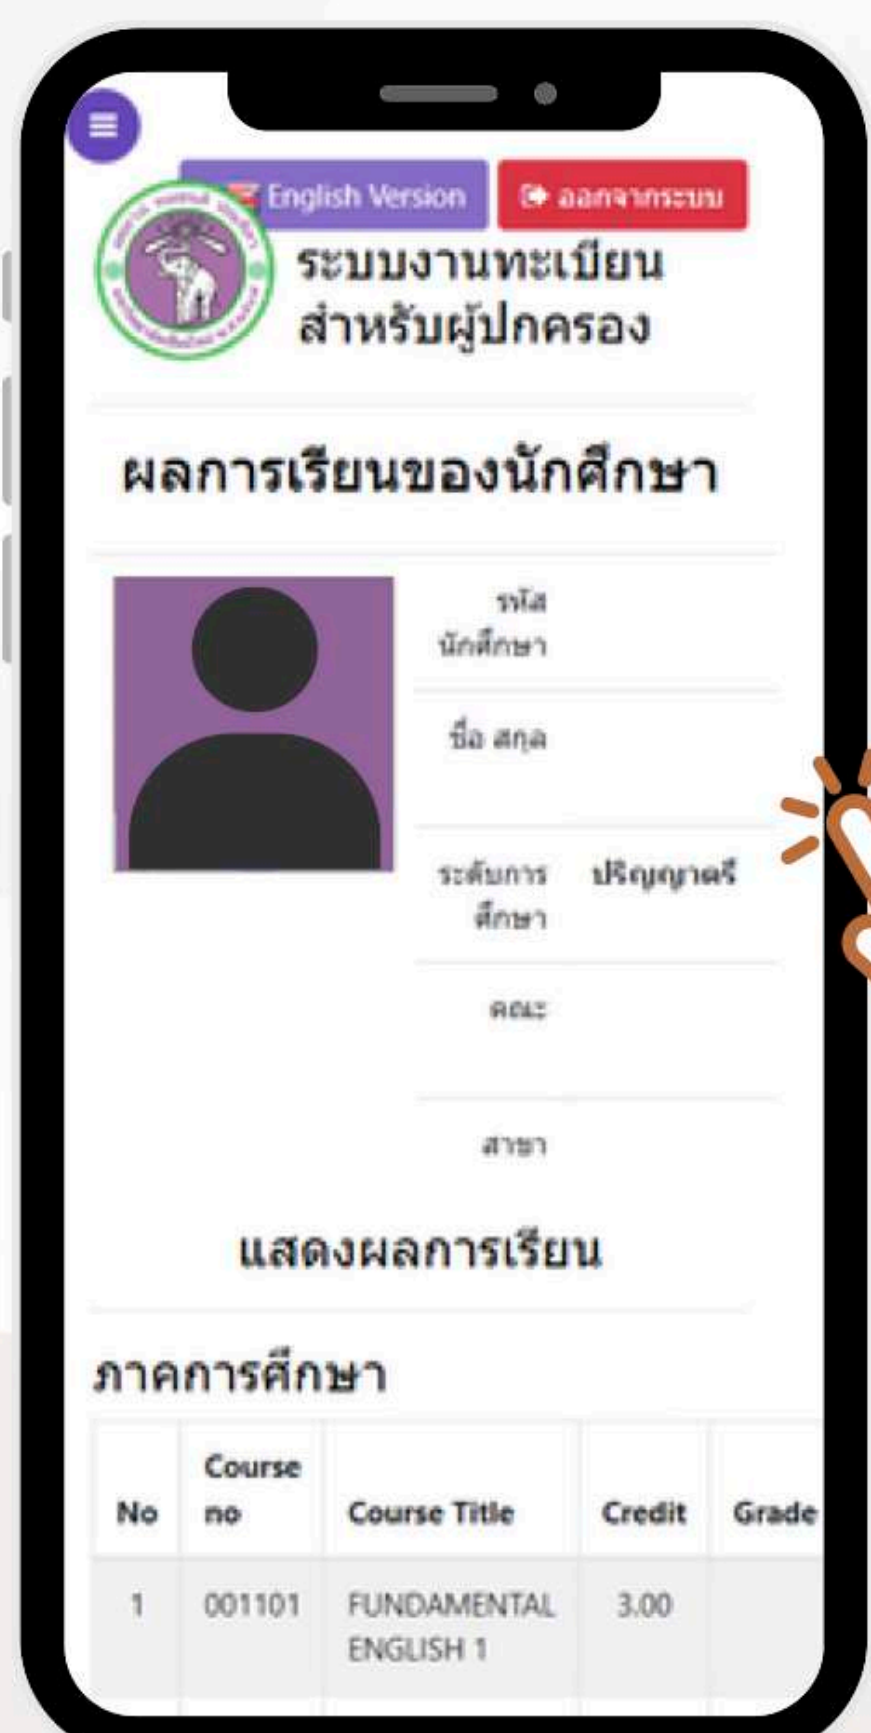 English Version
ออกจากระบบ
ระบบงานทะเบียน
สำหรับผู้ปกครอง
ผลการเรียนของนักศึกษา
รหัส
นักศึกษา
ชื่อ สกุล
ระดับการ
ศึกษา
ปริญญาตรี
คณะ
สาขา
แสดงผลการเรียน
ภาคการศึกษา
No
Course
no
Course Title
Credit
Grade
1
001101
FUNDAMENTAL
ENGLISH 1
3.00